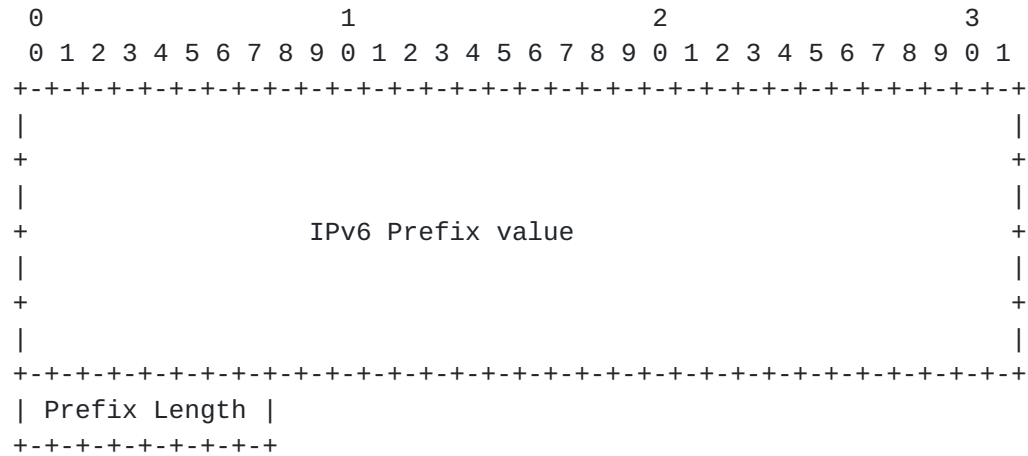 0                   1                   2                   3
 0 1 2 3 4 5 6 7 8 9 0 1 2 3 4 5 6 7 8 9 0 1 2 3 4 5 6 7 8 9 0 1
+-+-+-+-+-+-+-+-+-+-+-+-+-+-+-+-+-+-+-+-+-+-+-+-+-+-+-+-+-+-+-+-+
|                                                               |
+                                                               +
|                                                               |
+                  IPv6 Prefix value                            +
|                                                               |
+                                                               +
|                                                               |
+-+-+-+-+-+-+-+-+-+-+-+-+-+-+-+-+-+-+-+-+-+-+-+-+-+-+-+-+-+-+-+-+
| Prefix Length |
+-+-+-+-+-+-+-+-+